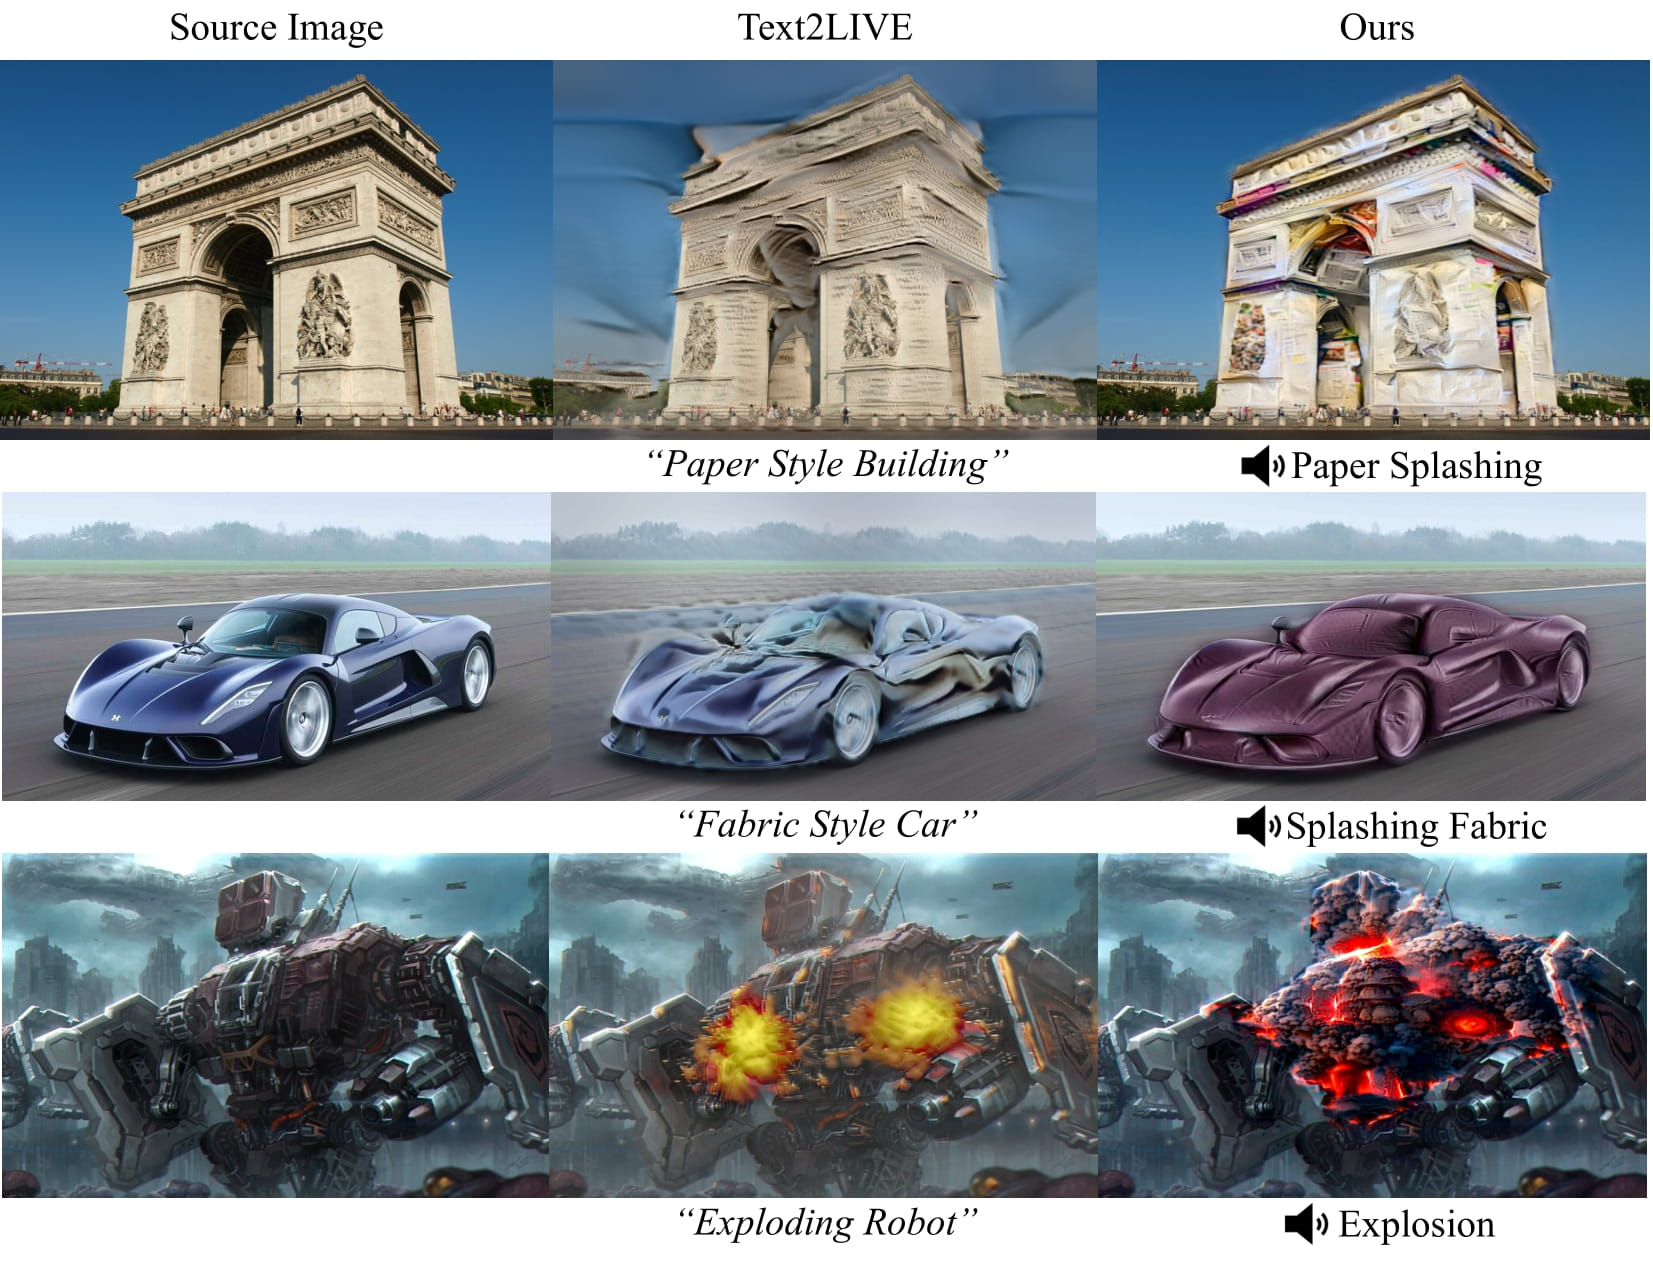 Source Image
Text2LIVE
Ours
“Paper Style Building”
Paper Splashing
“Fabric Style Car”
Splashing Fabric
“Exploding Robot”
Explosion